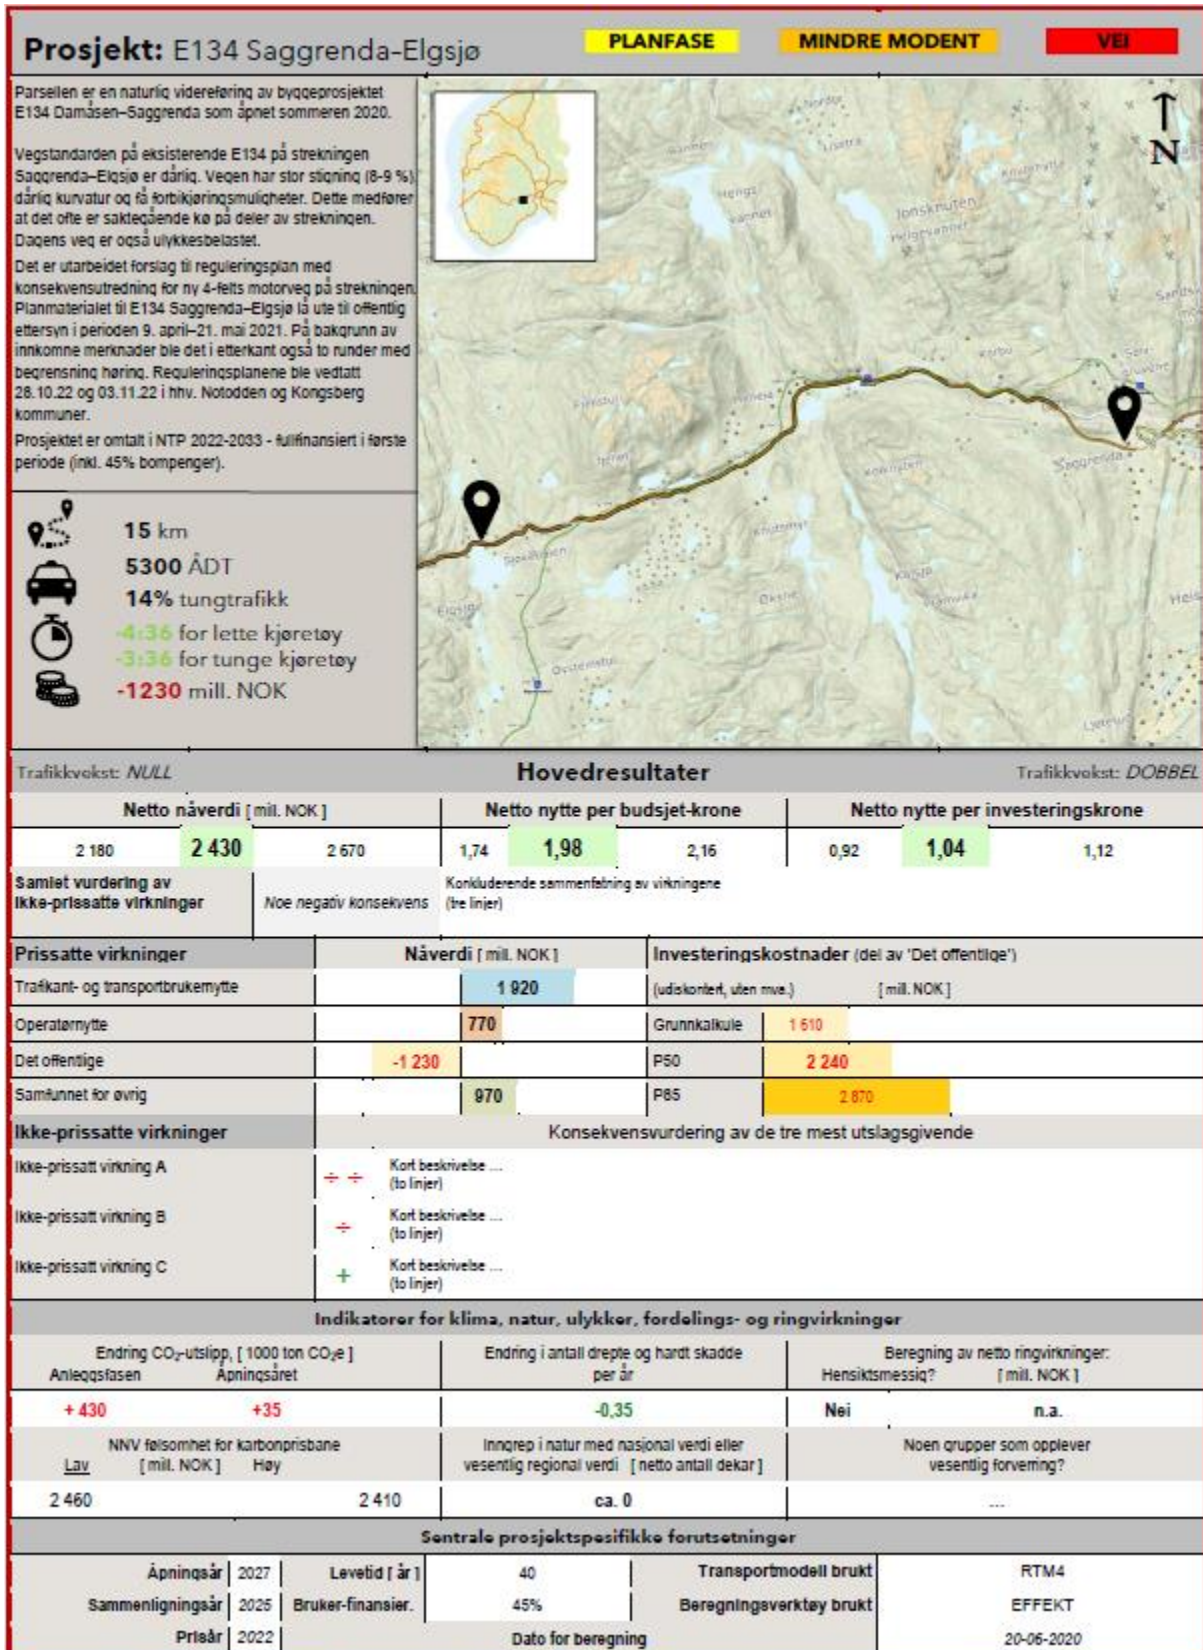 Prosjekt: E134 Saggrenda–Elgsjø
PLANFASE
MINDRE MODENT
VEI
Parsellen er en naturlig videreføring av byggeprosjektet
E134 Damåsen–Saggrenda som åpnet sommeren 2020.
Vegstandarden på eksisterende E134 på strekningen
Saggrenda–Elgsjø er dårlig. Vegen har stor stigning (8-9 %)
dårlig kurvatur og få forbikjøringsmuligheter. Dette medfører
at det ofte er saktegående kø på deler av strekningen.
Dagens veg er også ulykkesbelastet.
Det er utarbeidet forslag til reguleringsplan med
konsekvensutredning for ny 4-felts motorveg på strekningen.
Planmaterialet til E134 Saggrenda–Elgsjø lå ute til offentlig
ettersyn i perioden 9. april–21. mai 2021. På bakgrunn av
innkomne merknader ble det i etterkant også to runder med
begrensning høring. Reguleringsplanene ble vedtatt
28.10.22 og 03.11.22 i hhv. Notodden og Kongsberg
kommuner.
Prosjektet er omtalt i NTP 2022-2033 - fullfinansiert i første
periode (inkl. 45% bompenger).
N
Jonsknuten
Saggrenda
15 km
5300 ÅDT
14% tungtrafikk
-4:36 for lette kjøretøy
-3:36 for tunge kjøretøy
-1230 mill. NOK
Trafikkvekst: NULL
Hovedresultater
Trafikkvekst: DOBBEL
Netto nåverdi [ mill. NOK ]
Netto nytte per budsjet-krone
Netto nytte per investeringskrone
2 180 2 430 2 670 1,74 1,98 2,16 0,92 1,04 1,12
Samlet vurdering av
ikke-prissatte virkninger
Noe negativ konsekvens
Konkluderende sammenfatning av virkningene
(tre linjer)
Prissatte virkninger
Nåverdi [ mill. NOK ]
Investeringskostnader (del av 'Det offentlige')
Trafikant- og transportbrukernytte 1 920 (udiskontert, uten mva.) [ mill. NOK ]
Operatørnytte 770 Grunnkalkule 1 610
Det offentlige -1 230 P50 2 240
Samfunnet for øvrig 970 P85 2 870
Ikke-prissatte virkninger
Konsekvensvurdering av de tre mest utslagsgivende
Ikke-prissatt virkning A ÷ ÷ Kort beskrivelse ...
(to linjer)
Ikke-prissatt virkning B ÷ Kort beskrivelse ...
(to linjer)
Ikke-prissatt virkning C + Kort beskrivelse ...
(to linjer)
Indikatorer for klima, natur, ulykker, fordelings- og ringvirkninger
Endring CO₂-utslipp, [ 1000 ton CO₂e ]
Anleggsfasen Åpningsåret
Endring i antall drepte og hardt skadde
per år
Beregning av netto ringvirkninger:
Hensiktsmessig? [ mill. NOK ]
+ 430 +35 -0,35 Nei n.a.
NNV følsomhet for karbonprisbane
Lav [ mill. NOK ] Høy
Inngrep i natur med nasjonal verdi eller
vesentlig regional verdi [ netto antall dekar ]
Noen grupper som opplever
vesentlig forverring?
2 460 2 410 ca. 0 ...
Sentrale prosjektspesifikke forutsetninger
Åpningsår 2027 Levetid [ år ] 40 Transportmodell brukt RTM4
Sammenligningsår 2025 Bruker-finansier. 45% Beregningsverktøy brukt EFFEKT
Prisår 2022 Dato for beregning 20-06-2020